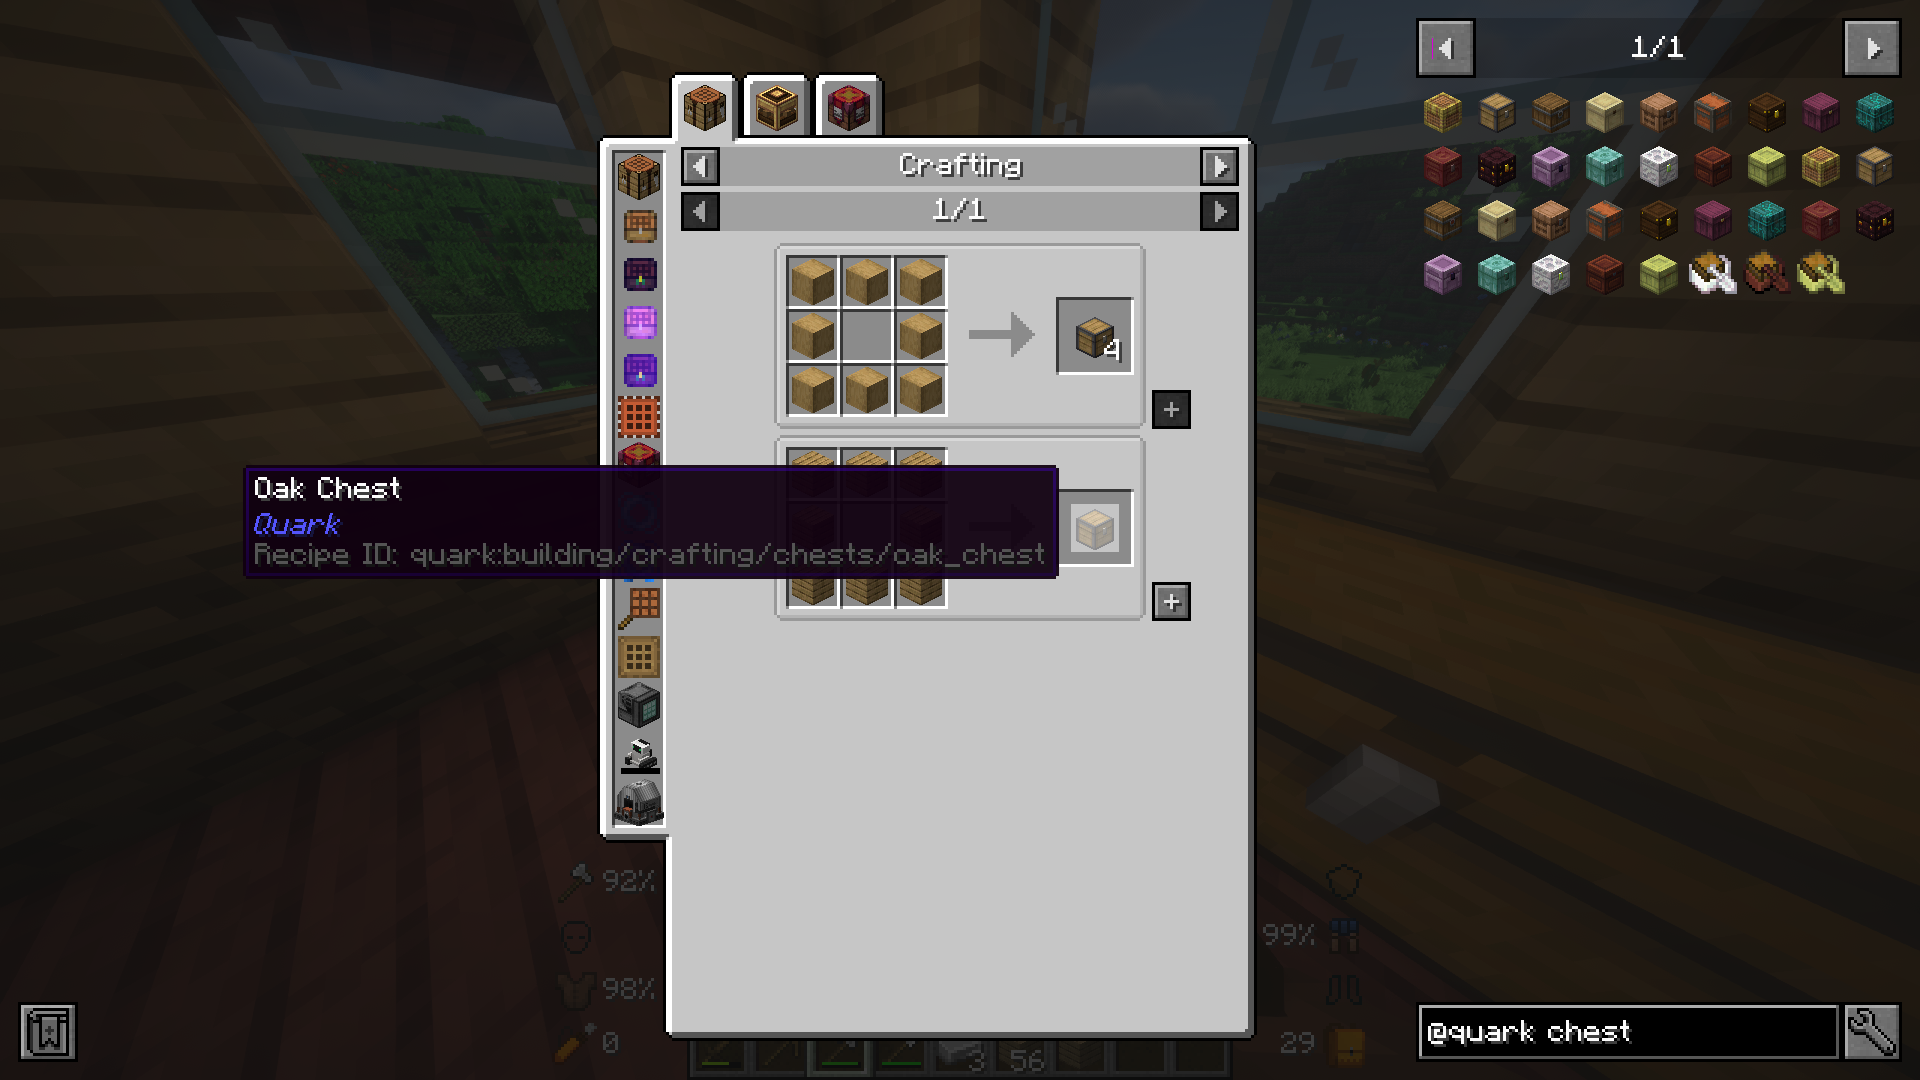 1/1
Crafting
1/1
4
Oak Chest
Quark
Recipe ID: quark:building/crafting/chests/oak_chest
+
+
92%
99%
98%
0
29
3
56
@quark chest